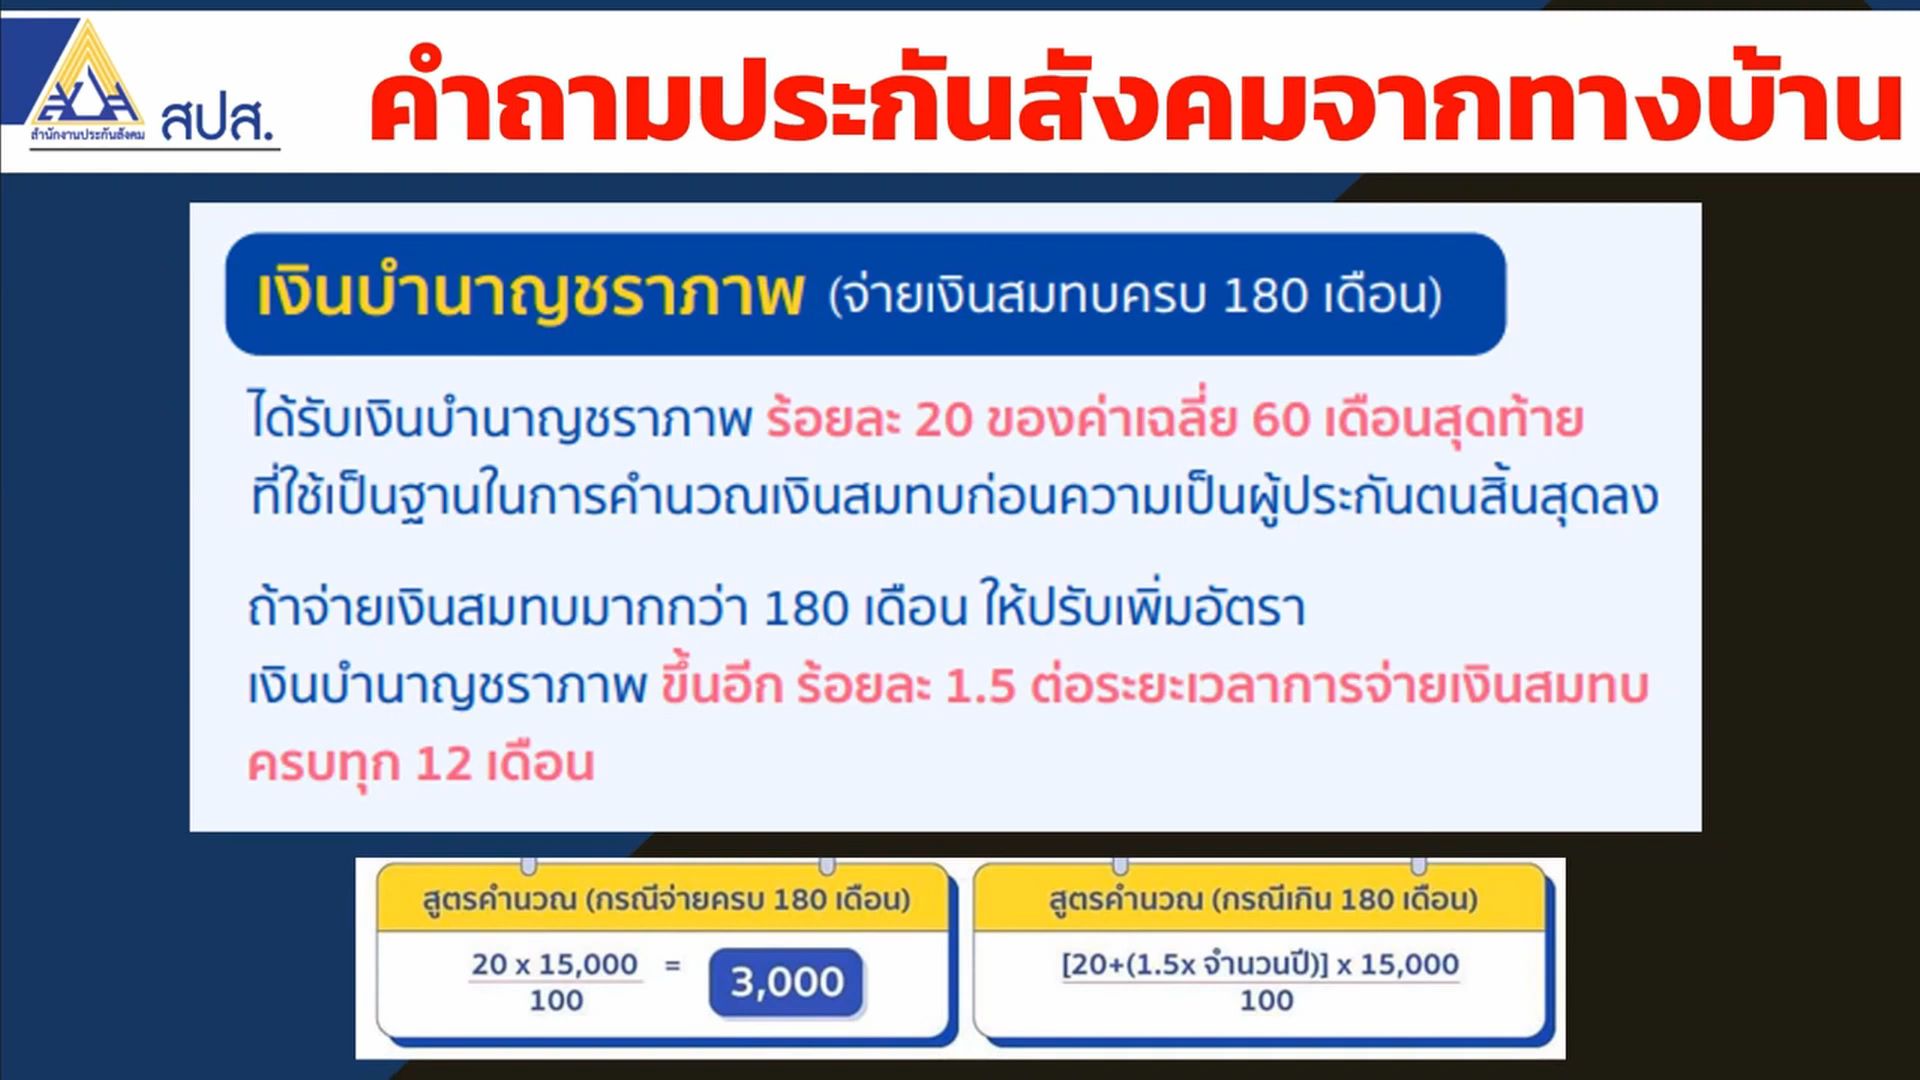 สำนักงานประกันสังคม
สปส.
คำถามประกันสังคมจากทางบ้าน
เงินบำนาญชราภาพ (จ่ายเงินสมทบครบ 180 เดือน)
ได้รับเงินบำนาญชราภาพ ร้อยละ 20 ของค่าเฉลี่ย 60 เดือนสุดท้าย
ที่ใช้เป็นฐานในการคำนวณเงินสมทบก่อนความเป็นผู้ประกันตนสิ้นสุดลง
ถ้าจ่ายเงินสมทบมากกว่า 180 เดือน ให้ปรับเพิ่มอัตรา
เงินบำนาญชราภาพ ขึ้นอีก ร้อยละ 1.5 ต่อระยะเวลาการจ่ายเงินสมทบ
ครบทุก 12 เดือน
สูตรคำนวณ (กรณีจ่ายครบ 180 เดือน)
20 x 15,000 = 3,000
100
สูตรคำนวณ (กรณีเกิน 180 เดือน)
[20+(1.5x จำนวนปี)] x 15,000
100